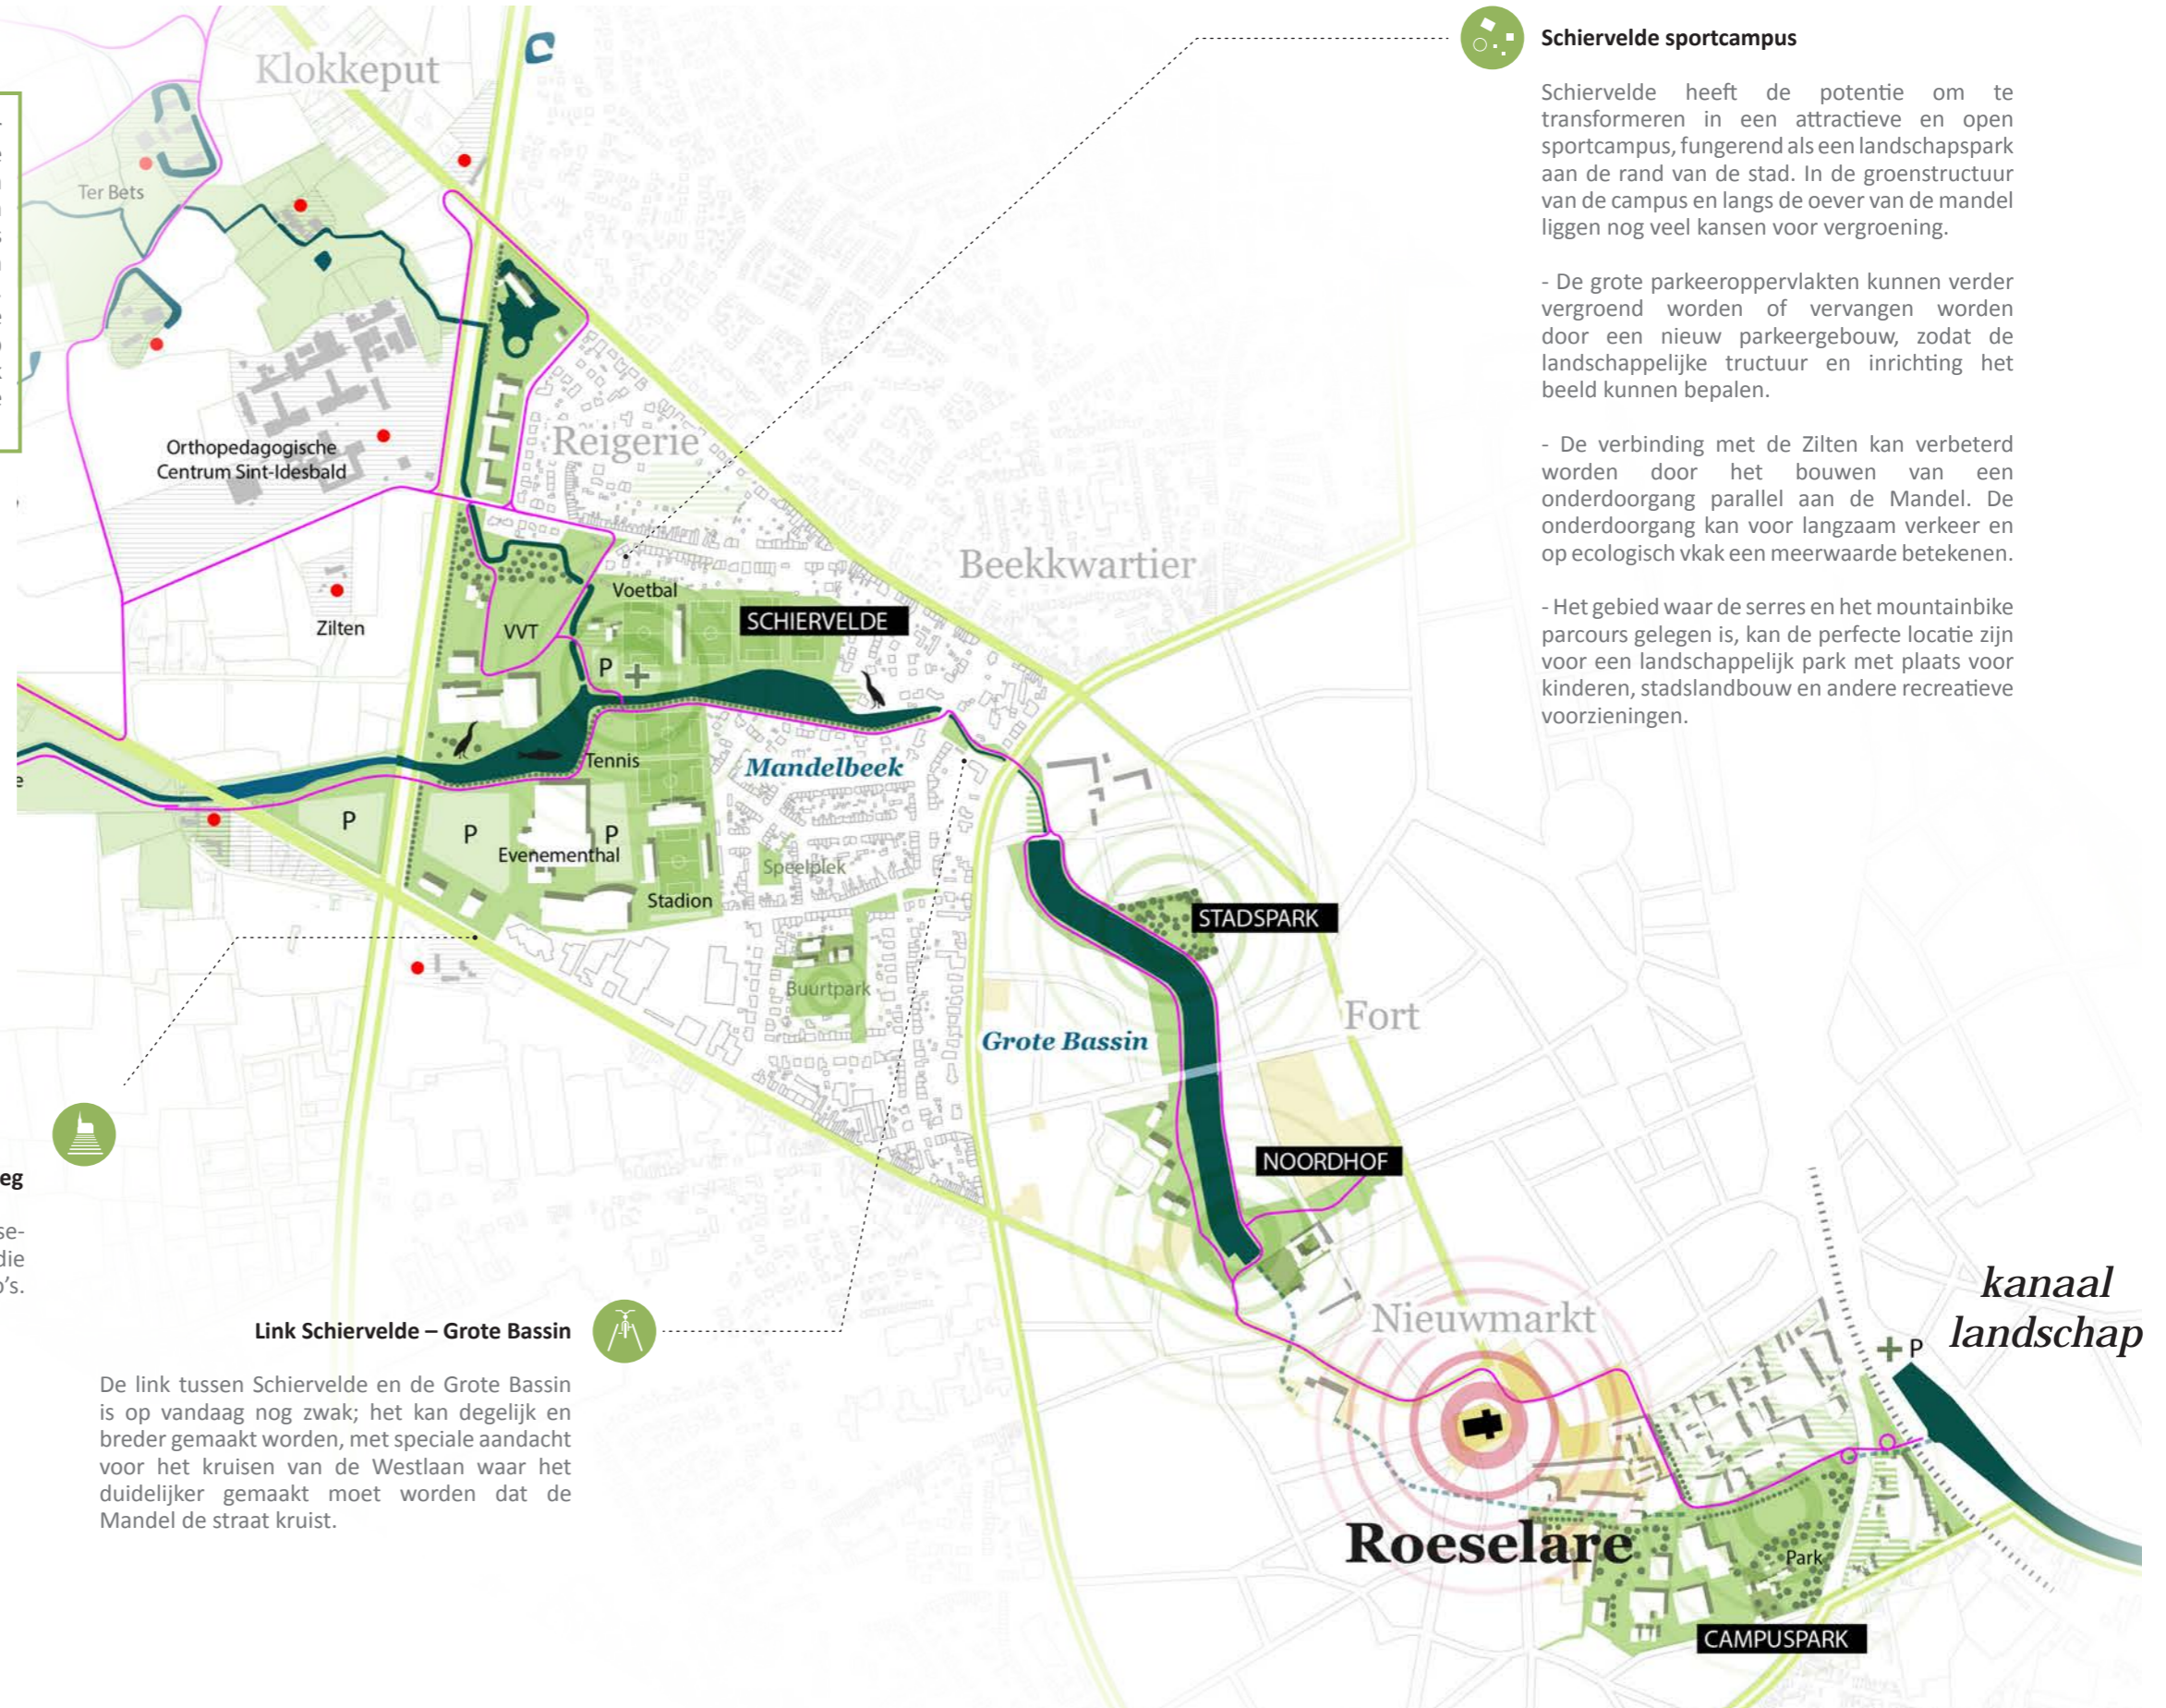 Schiervelde sportcampus
Schiervelde heeft de potentie om te
transformeren in een attractieve en open
sportcampus, fungerend als een landschapspark
aan de rand van de stad. In de groenstructuur
van de campus en langs de oever van de mandel
liggen nog veel kansen voor vergroening.
- De grote parkeeroppervlakten kunnen verder
vergroend worden of vervangen worden
door een nieuw parkeergebouw, zodat de
landschappelijke tructuur en inrichting het
beeld kunnen bepalen.
- De verbinding met de Zilten kan verbeterd
worden door het bouwen van een
onderdoorgang parallel aan de Mandel. De
onderdoorgang kan voor langzaam verkeer en
op ecologisch vkak een meerwaarde betekenen.
- Het gebied waar de serres en het mountainbike
parcours gelegen is, kan de perfecte locatie zijn
voor een landschappelijk park met plaats voor
kinderen, stadslandbouw en andere recreatieve
voorzieningen.
Klokkeput
Ter Bets
Orthopedagogische
Centrum Sint-Idesbald
Reigerie
Beekkwartier
Zilten
Voetbal
VVT
SCHIERVELDE
P
Tennis
Mandelbeek
P
P
P
Evenementhal
Speelplek
Stadion
Buurtpark
STADSPARK
Fort
Grote Bassin
NOORDHOF
eg
se-
die
o's.
Link Schiervelde – Grote Bassin
De link tussen Schiervelde en de Grote Bassin
is op vandaag nog zwak; het kan degelijk en
breder gemaakt worden, met speciale aandacht
voor het kruisen van de Westlaan waar het
duidelijker gemaakt moet worden dat de
Mandel de straat kruist.
Nieuwmarkt
kanaal
landschap
P
Roeselare
Park
CAMPUSPARK